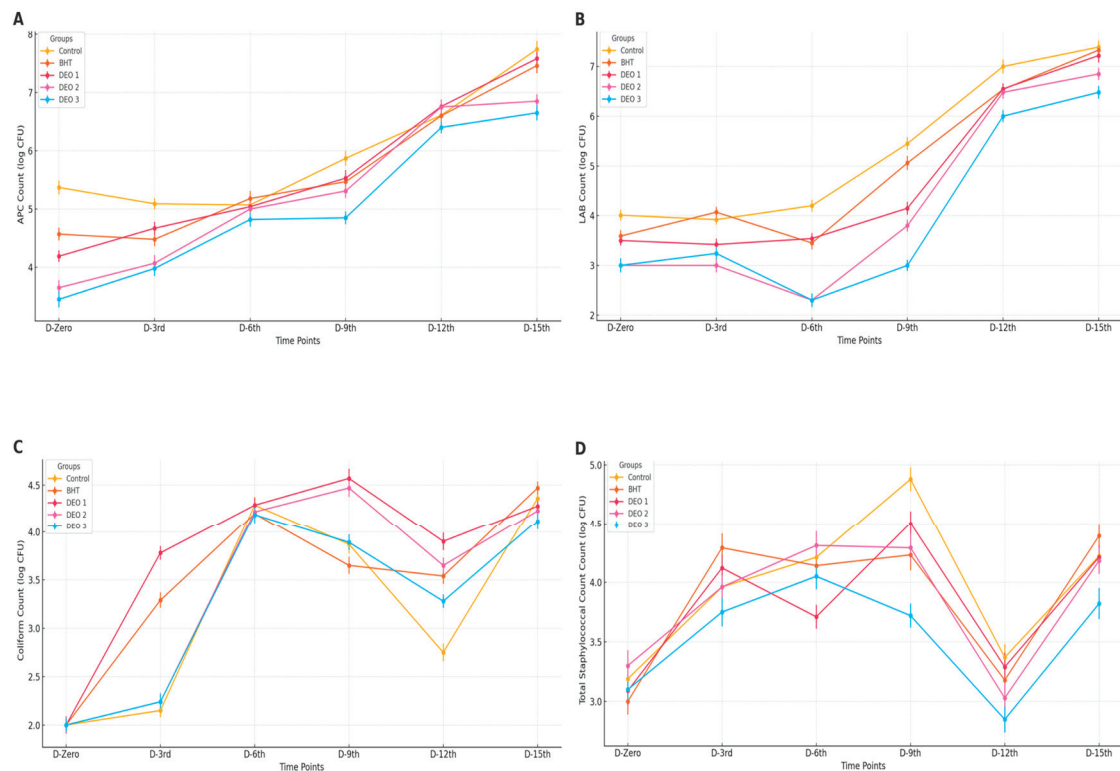 A
APC Count (log CFU)
8
7
6
5
4
Groups
Control
BHT
DEO 1
DEO 2
DEO 3
D-Zero D-3rd D-6th D-9th D-12th D-15th
Time Points
B
LAB Count (log CFU)
7
6
5
4
3
2
Groups
Control
BHT
DEO 1
DEO 2
DEO 3
D-Zero D-3rd D-6th D-9th D-12th D-15th
Time Points
C
Coliform Count (log CFU)
4.5
4.0
3.5
3.0
2.5
2.0
Groups
Control
BHT
DEO 1
DEO 2
DEO 3
D-Zero D-3rd D-6th D-9th D-12th D-15th
Time Points
D
Total Staphylococcal Count Count (log CFU)
5.0
4.5
4.0
3.5
3.0
Groups
Control
BHT
DEO 1
DEO 2
DEO 3
D-Zero D-3rd D-6th D-9th D-12th D-15th
Time Points